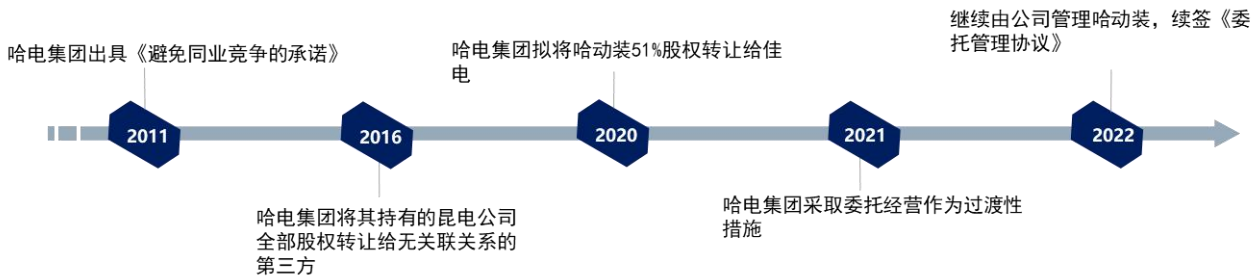 哈电集团出具《避免同业竞争的承诺》
2011
哈电集团将其持有的昆电公司
全部股权转让给无关联关系的
第三方
2016
哈电集团拟将哈动装51%股权转让给佳
电
2020
哈电集团采取委托经营作为过渡性
措施
2021
继续由公司管理哈动装，续签《委
托管理协议》
2022